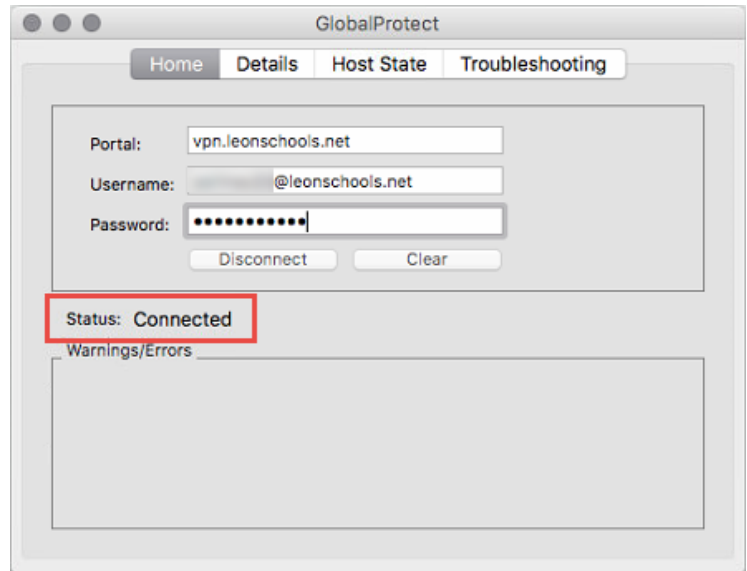 GlobalProtect
Home Details Host State Troubleshooting
Portal: vpn.leonschools.net
Username: @leonschools.net
Password: •••••••••••
Disconnect Clear
Status: Connected
Warnings/Errors